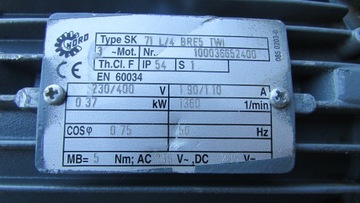 NORD
Type SK 71 L/4 BRE5 TWI
3 ~Mot. Nr. 100036652400
Th.Cl. F IP 54 S 1
EN 60034
230/400 V 1 90/1 10 A
0 37 kW 1360 1/min
COSφ 0 75 50 Hz
MB= 5 Nm; AC V~ ,DC V-